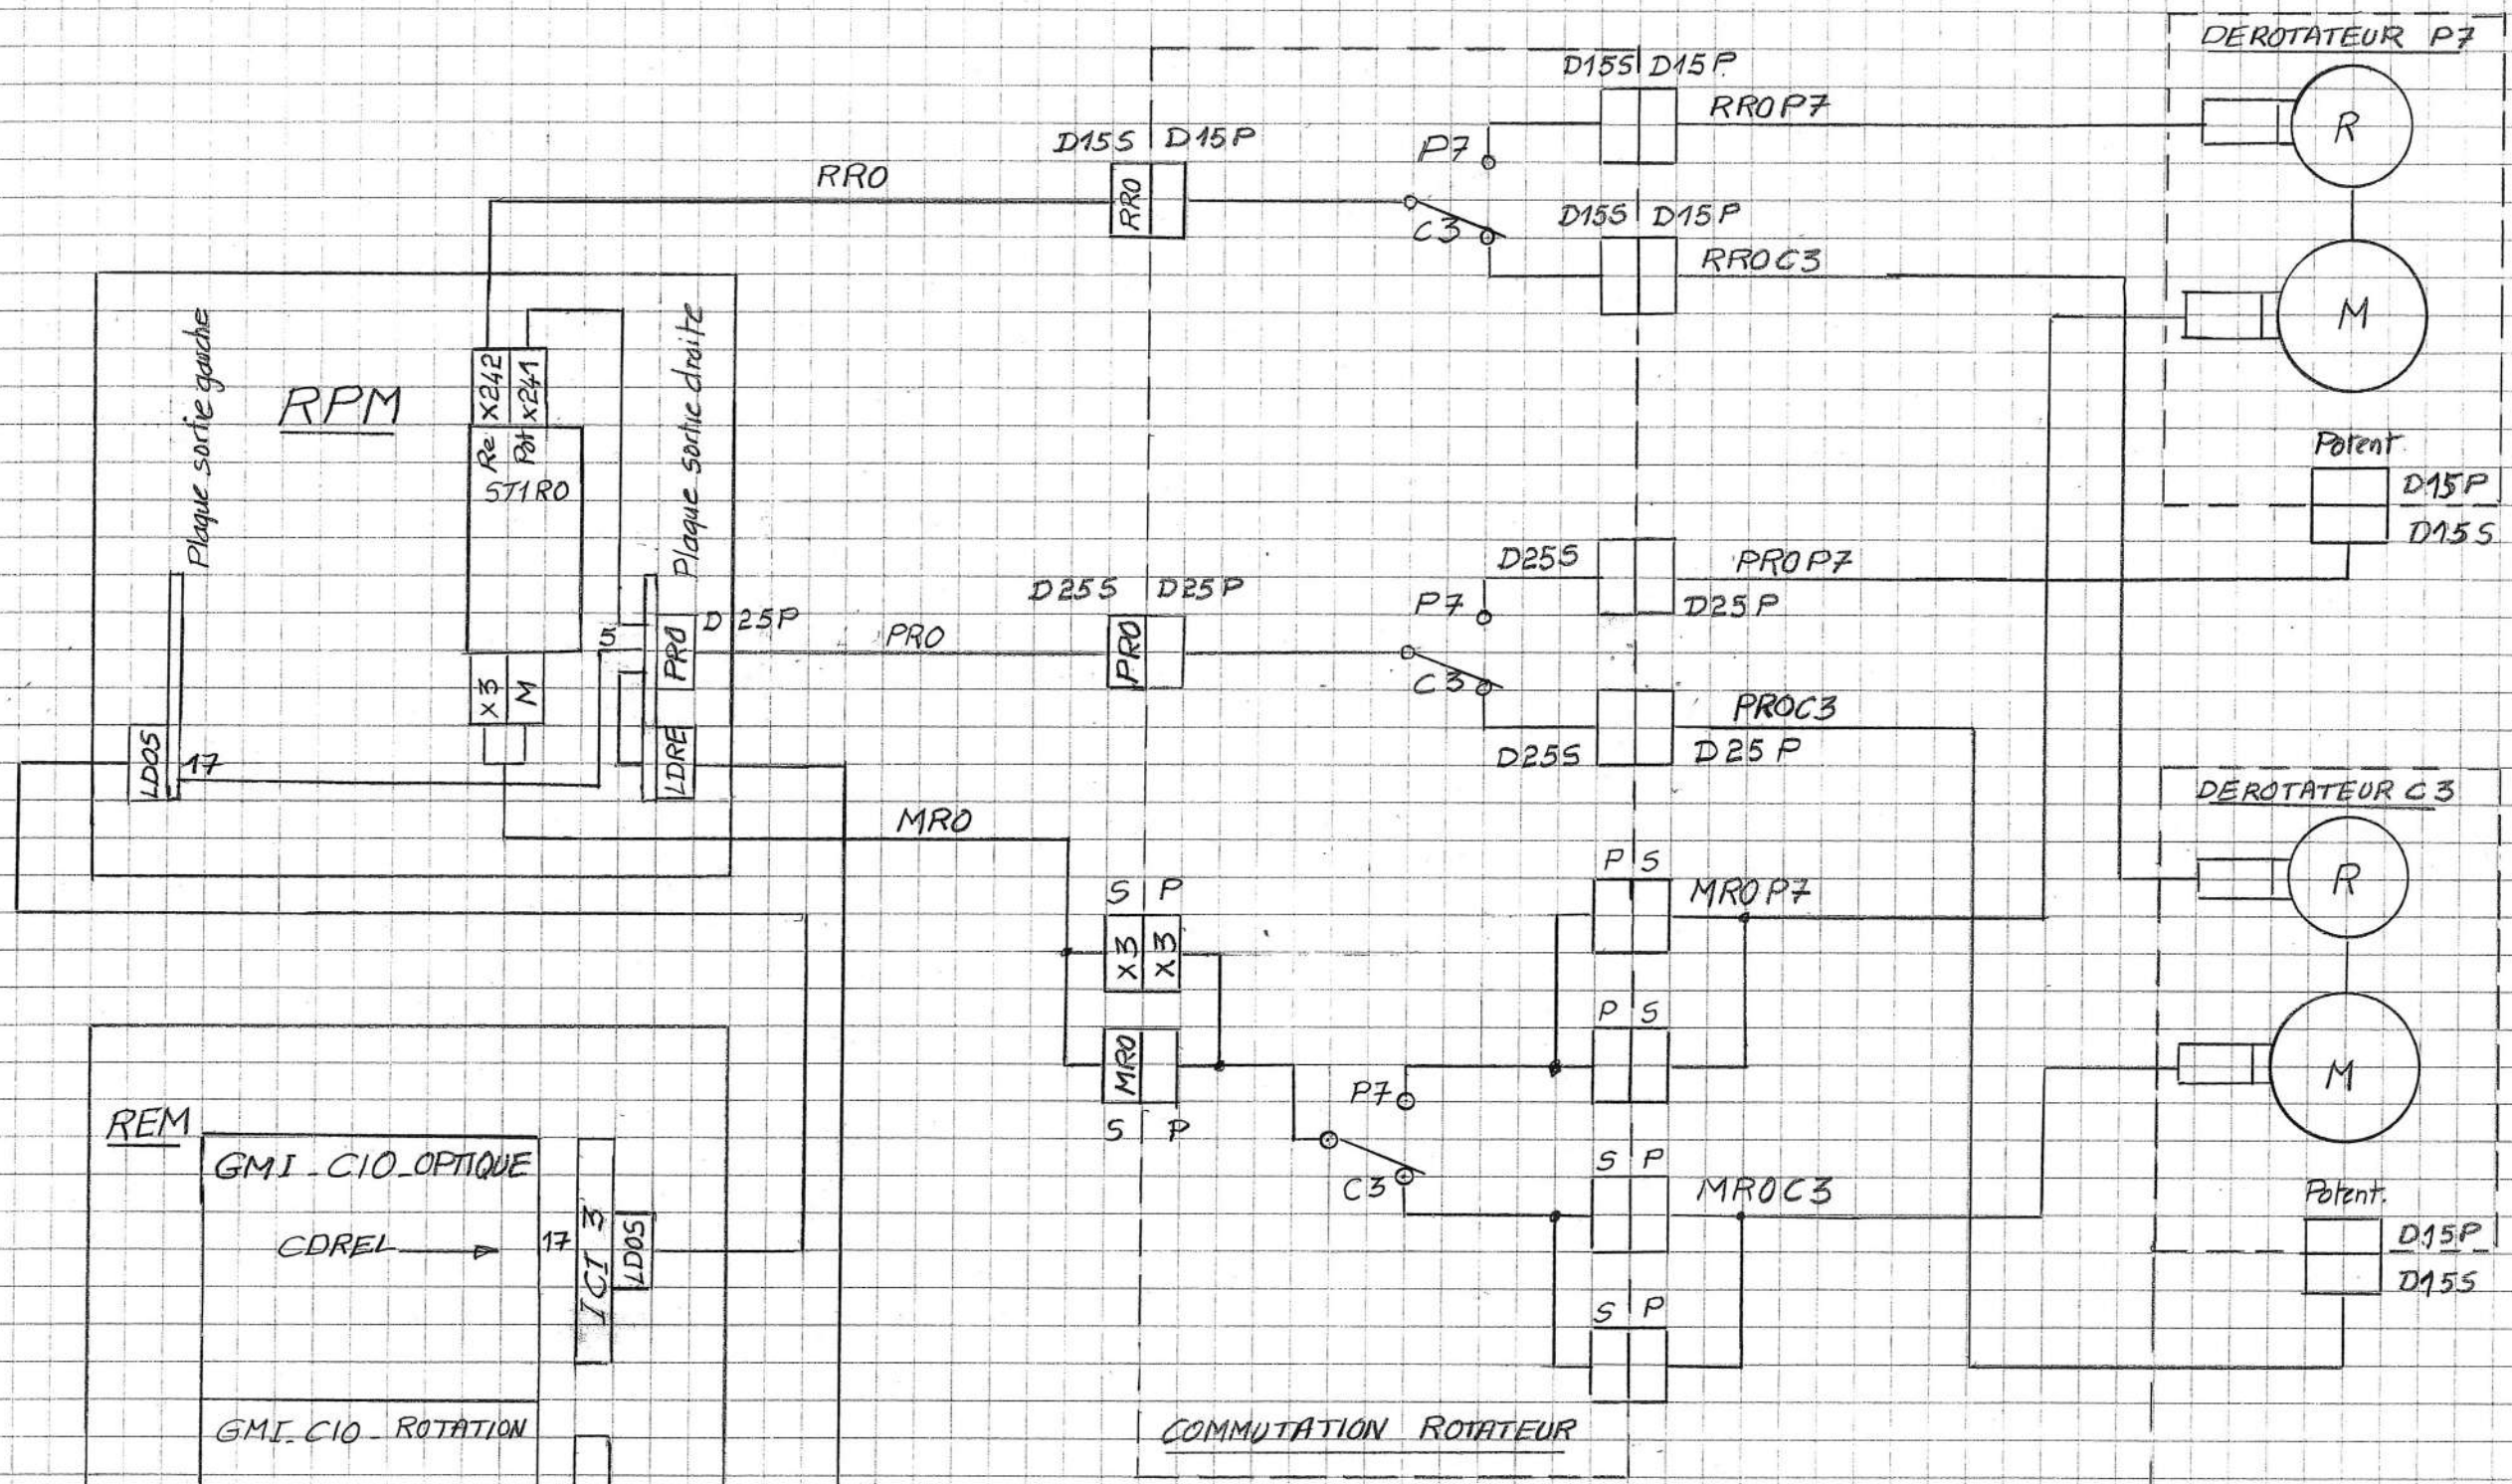 DEROTATEUR P7
D15S D15P
RROP7
R
D15S D15P
P7
RRO
RRO
D15S D15P
C3
RROC3
M
Plaque sortie gauche
RPM
X242
X241
Plaque sortie droite
Re
Pot
ST1RO
Potent.
D15P
D15S
D25S
PROP7
D25S D25P
P7
D25P
D 25P
5
PRO
PRO
PRO
C3
X3
M
PROC3
D25S
D25P
LDOS
17
LDRE
DEROTATEUR C3
MRO
P S
R
S P
MROP7
X3
X3
P S
MRO
M
P7
REM
S P
GMI_CIO_OPTIQUE
S P
C3
MROC3
Potent.
CDREL
17
ICI 3
LDOS
D15P
D15S
S P
GMI_CIO_ROTATION
COMMUTATION ROTATEUR